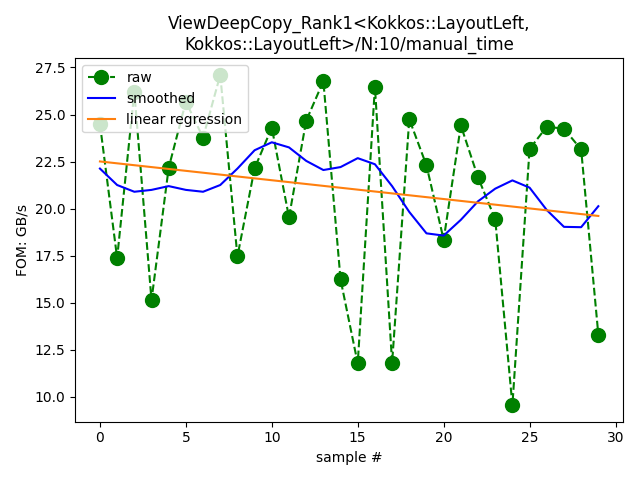 ViewDeepCopy_Rank1<Kokkos::LayoutLeft,
Kokkos::LayoutLeft>/N:10/manual_time
27.5
25.0
22.5
20.0
17.5
15.0
12.5
10.0
FOM: GB/s
raw
smoothed
linear regression
0
5
10
15
20
25
30
sample #